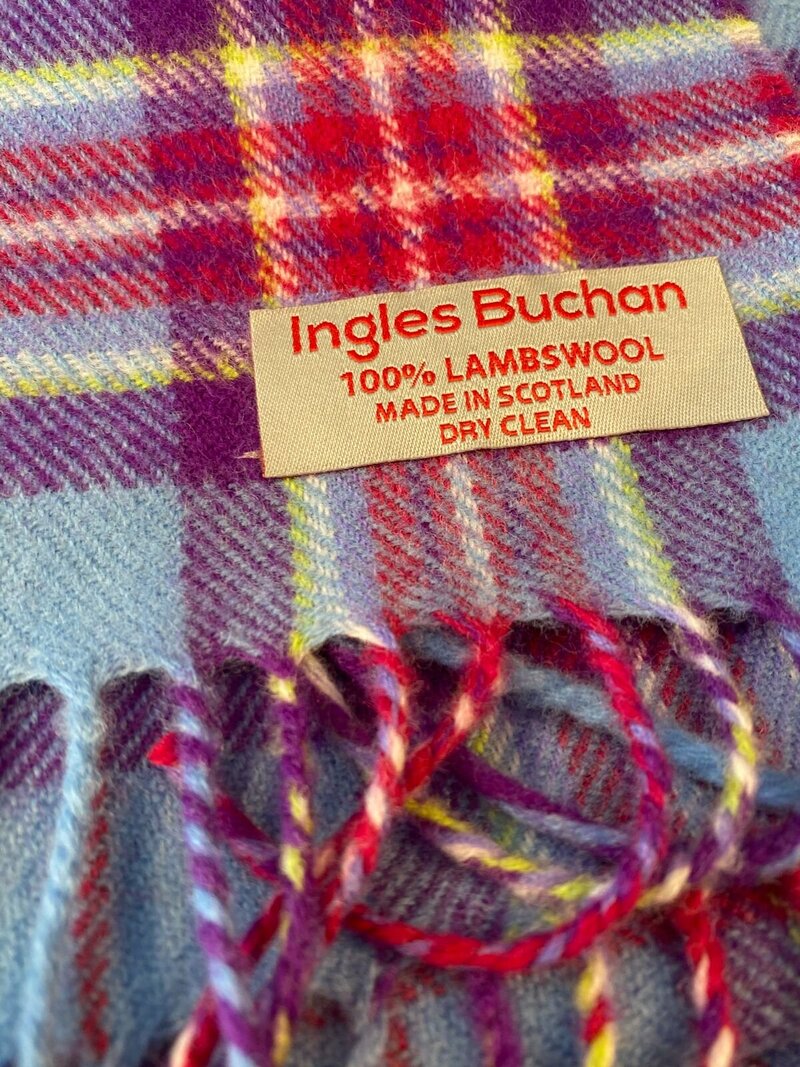 Ingles Buchan
100% LAMBSWOOL
MADE IN SCOTLAND
DRY CLEAN